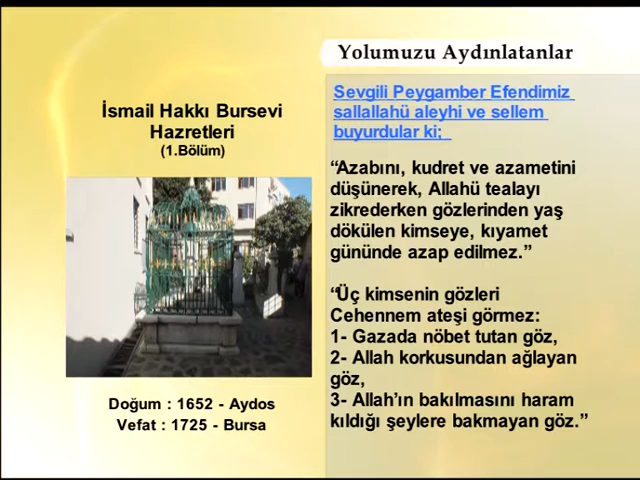 Yolumuzu Aydınlatanlar
İsmail Hakkı Bursevi
Hazretleri
(1.Bölüm)
Doğum : 1652 - Aydos
Vefat : 1725 - Bursa
Sevgili Peygamber Efendimiz
sallallahü aleyhi ve sellem
buyurdular ki;
“Azabını, kudret ve azametini
düşünerek, Allahü tealayı
zikrederken gözlerinden yaş
dökülen kimseye, kıyamet
gününde azap edilmez.”
“Üç kimsenin gözleri
Cehennem ateşi görmez:
1- Gazada nöbet tutan göz,
2- Allah korkusundan ağlayan
göz,
3- Allah’ın bakılmasını haram
kıldığı şeylere bakmayan göz.”